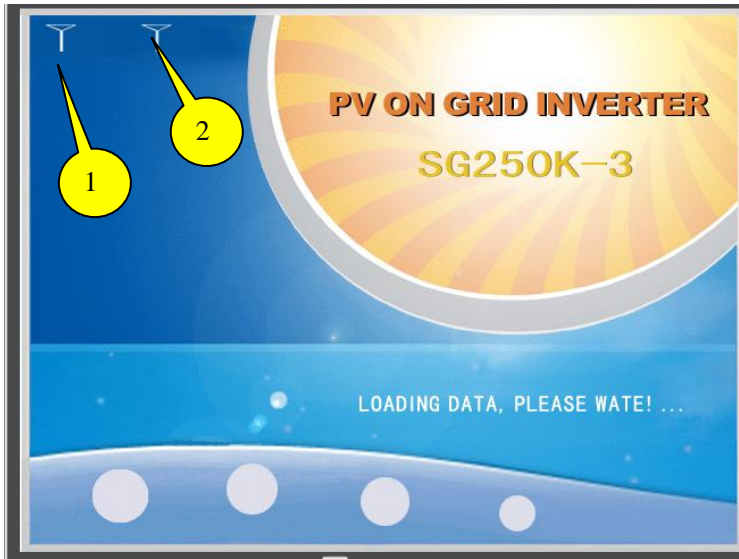 2
1
PV ON GRID INVERTER
SG250K-3
LOADING DATA, PLEASE WATE! ...